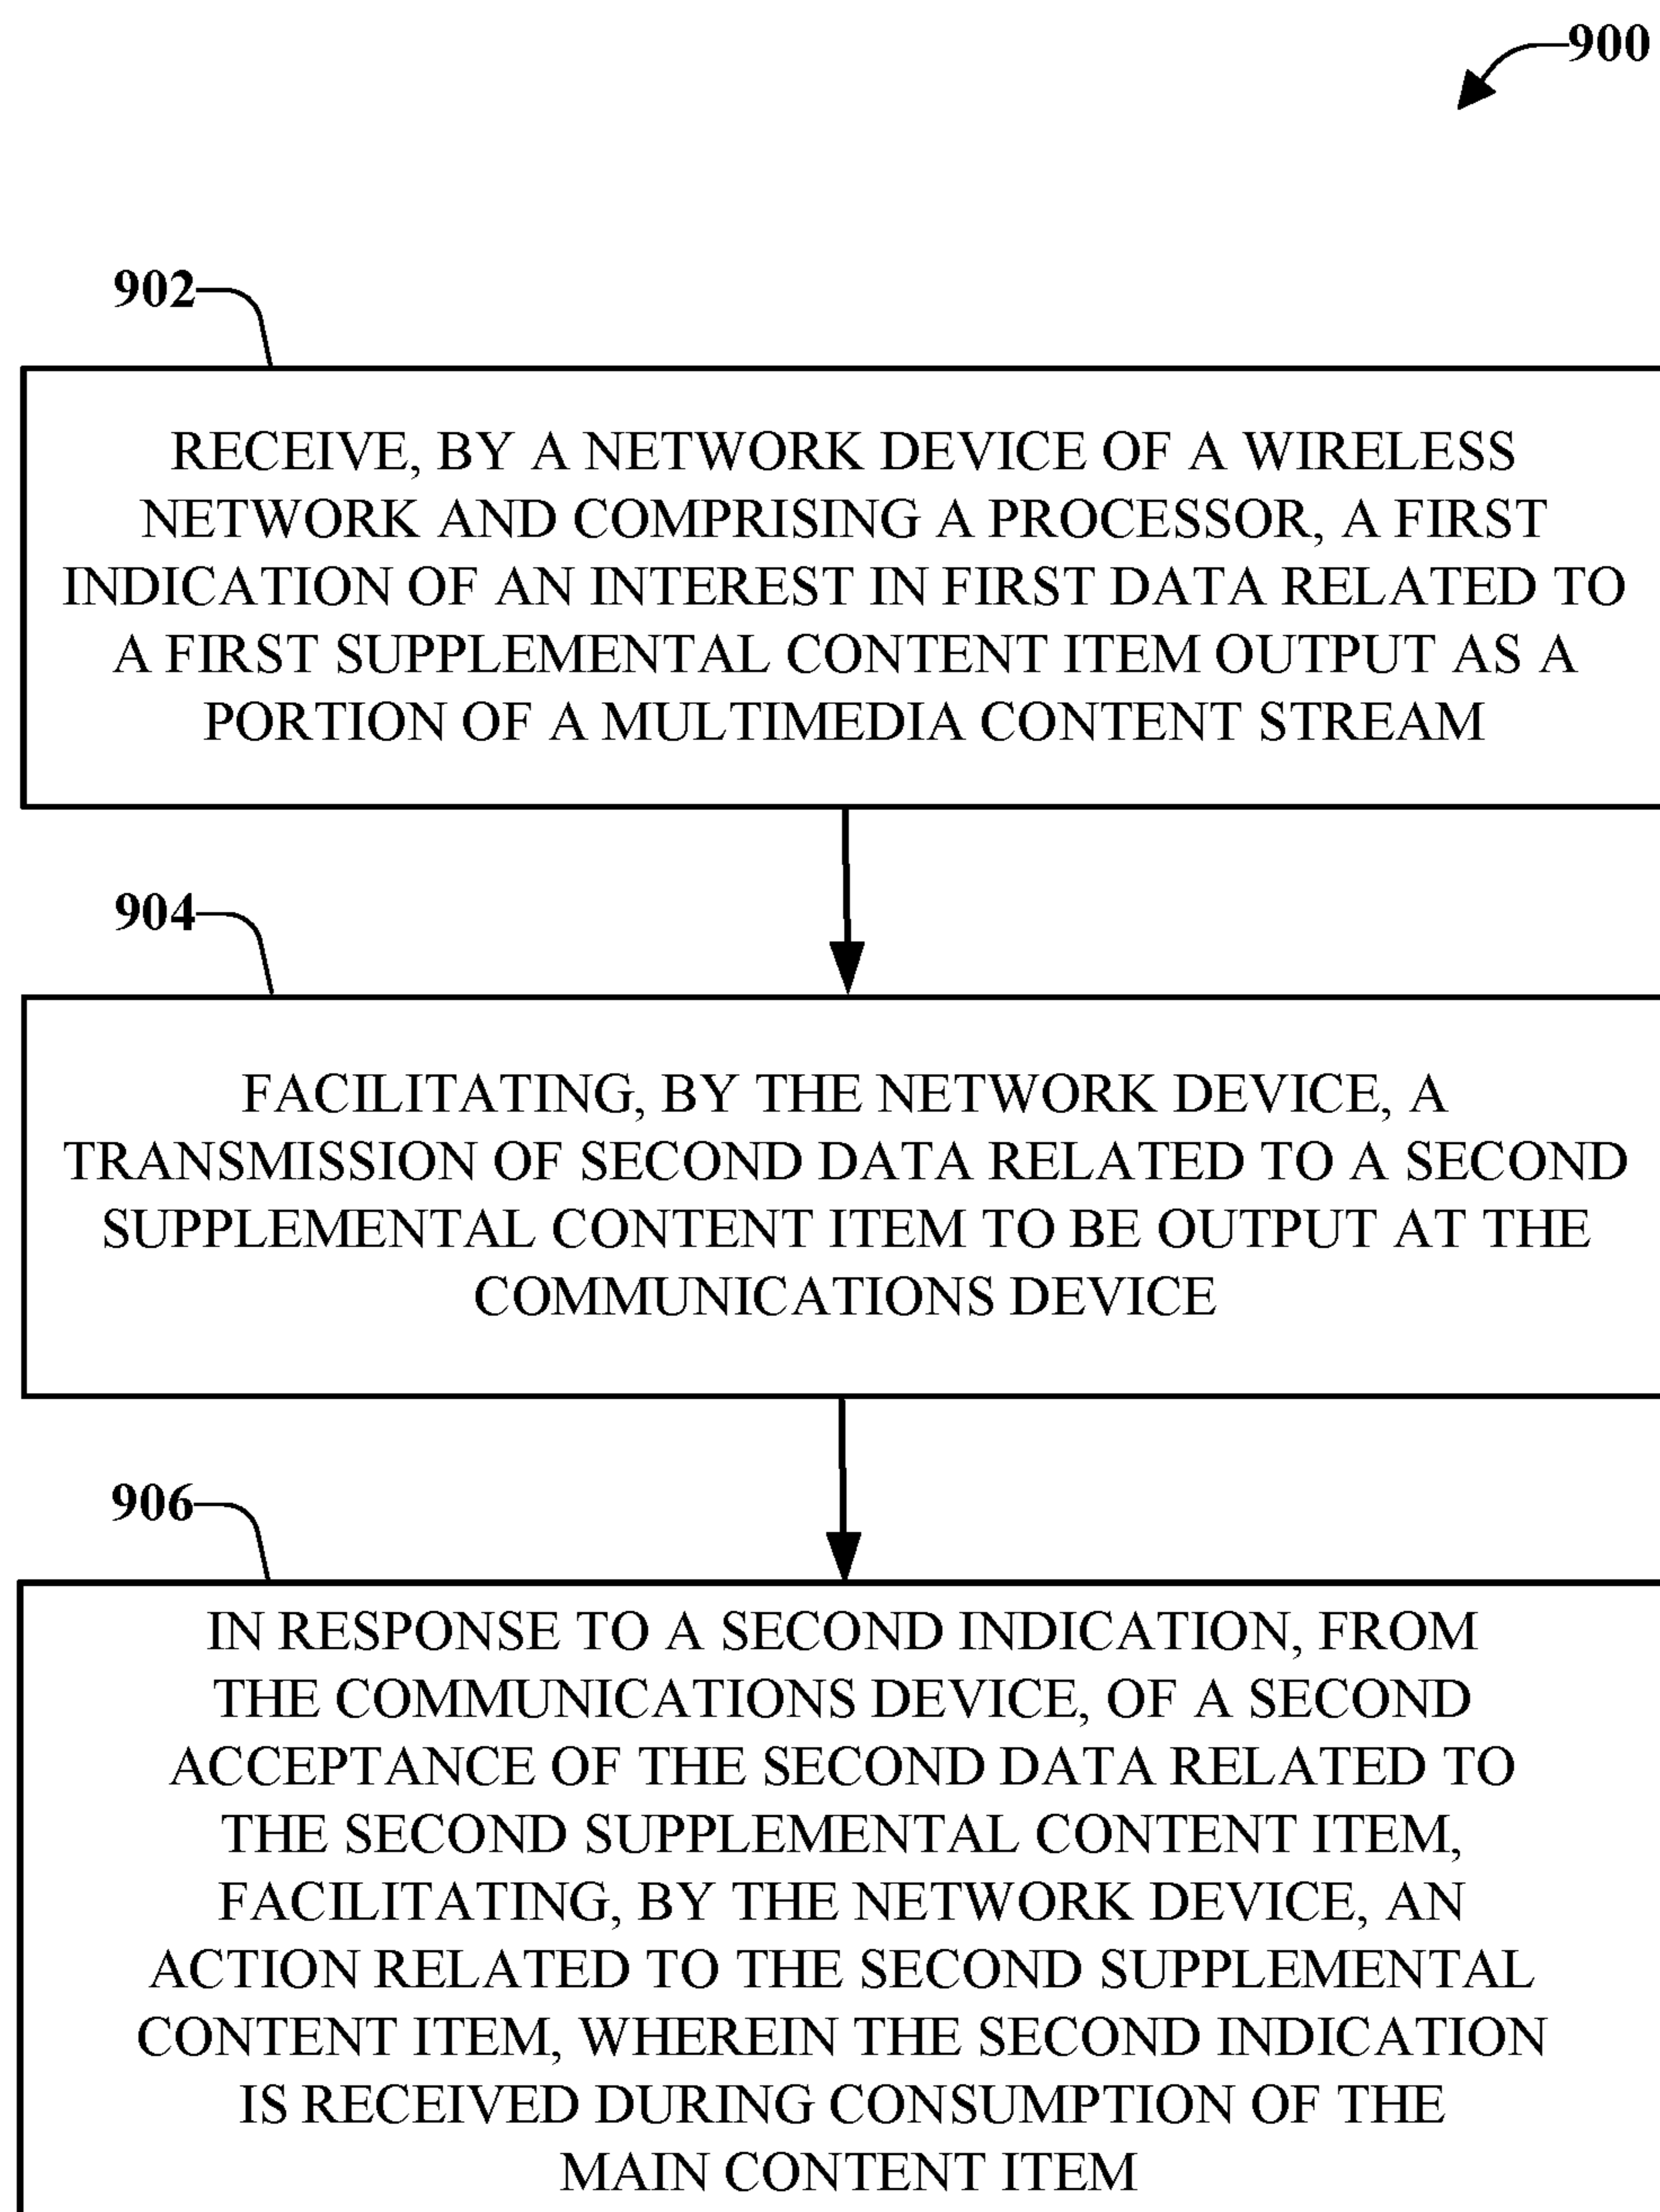 900
902
RECEIVE, BY A NETWORK DEVICE OF A WIRELESS
NETWORK AND COMPRISING A PROCESSOR, A FIRST
INDICATION OF AN INTEREST IN FIRST DATA RELATED TO
A FIRST SUPPLEMENTAL CONTENT ITEM OUTPUT AS A
PORTION OF A MULTIMEDIA CONTENT STREAM
904
FACILITATING, BY THE NETWORK DEVICE, A
TRANSMISSION OF SECOND DATA RELATED TO A SECOND
SUPPLEMENTAL CONTENT ITEM TO BE OUTPUT AT THE
COMMUNICATIONS DEVICE
906
IN RESPONSE TO A SECOND INDICATION, FROM
THE COMMUNICATIONS DEVICE, OF A SECOND
ACCEPTANCE OF THE SECOND DATA RELATED TO
THE SECOND SUPPLEMENTAL CONTENT ITEM,
FACILITATING, BY THE NETWORK DEVICE, AN
ACTION RELATED TO THE SECOND SUPPLEMENTAL
CONTENT ITEM, WHEREIN THE SECOND INDICATION
IS RECEIVED DURING CONSUMPTION OF THE
MAIN CONTENT ITEM